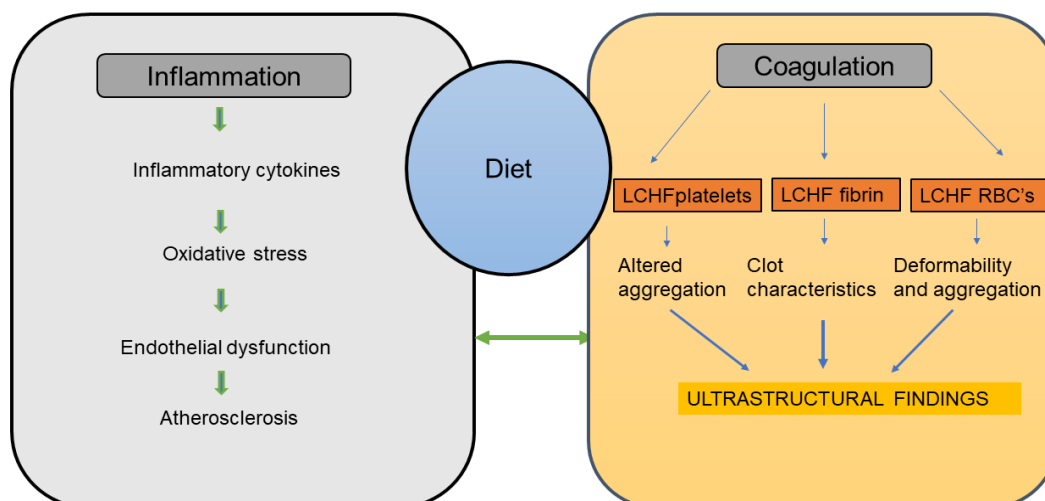 Inflammation
Inflammatory cytokines
Oxidative stress
Endothelial dysfunction
Atherosclerosis
Diet
Coagulation
LCHFplatelets
LCHF fibrin
LCHF RBC's
Altered
aggregation
Clot
characteristics
Deformability
and aggregation
ULTRASTRUCTURAL FINDINGS